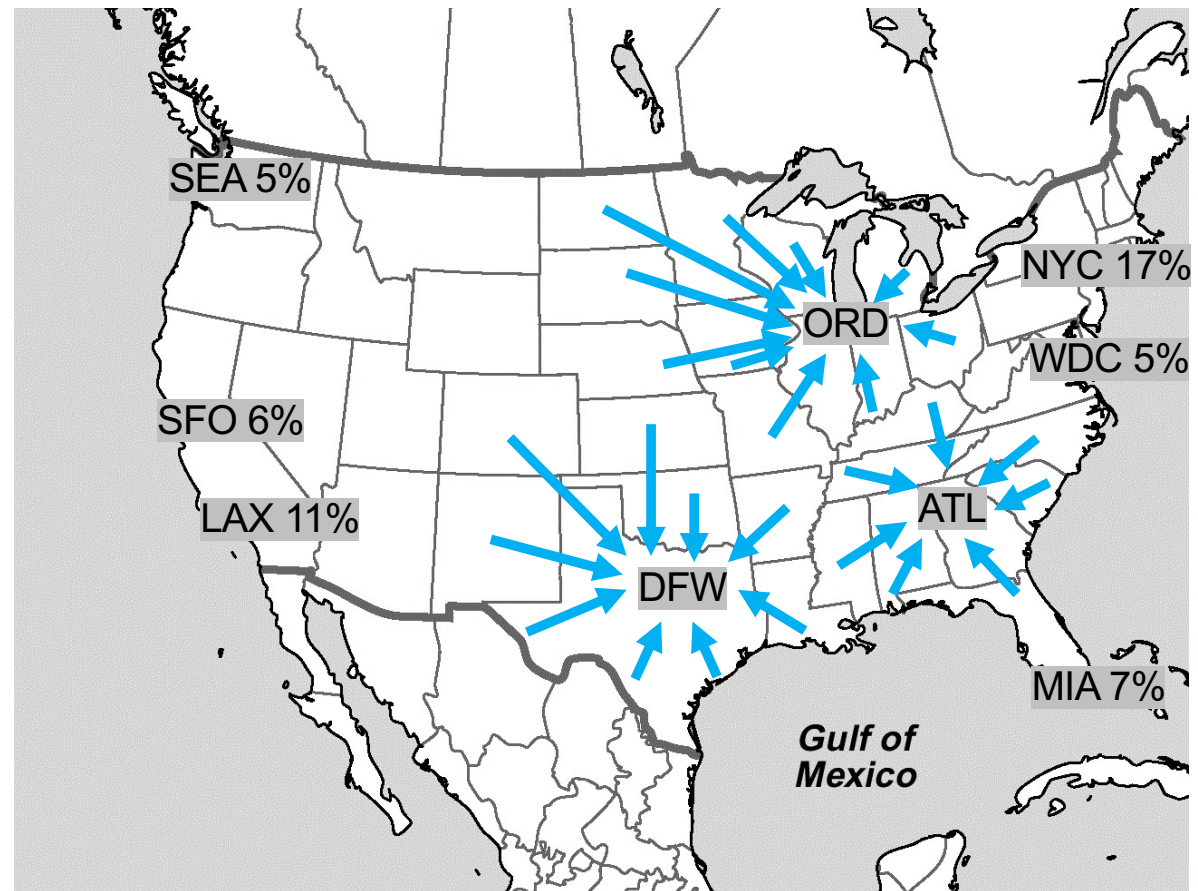 SEA 5%
NYC 17%
ORD
WDC 5%
SFO 6%
LAX 11%
ATL
DFW
MIA 7%
Gulf of
Mexico